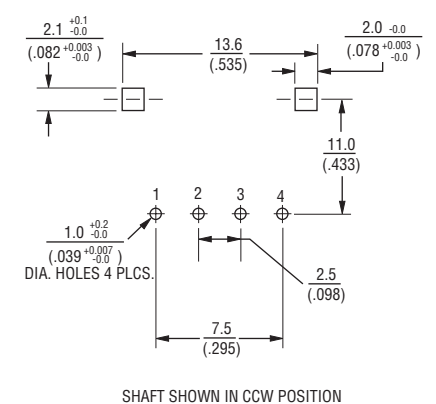 2.1 +0.1 -0.0
(.082 +0.003 -0.0 )
13.6
(.535)
2.0 -0.0
(.078 +0.003 -0.0 )
11.0
(.433)
1 2 3 4
1.0 +0.2 -0.0
(.039 +0.007 -0.0 )
DIA. HOLES 4 PLCS.
2.5
(.098)
7.5
(.295)
SHAFT SHOWN IN CCW POSITION